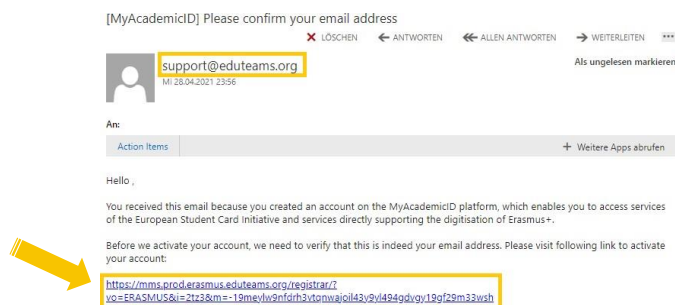 [MyAcademicID] Please confirm your email address
LÖSCHEN ANTWORTEN ALLEN ANTWORTEN WEITERLEITEN ...
support@eduteams.org Als ungelesen markieren
Mi 28.04.2021 23:56
An:
Action Items + Weitere Apps abrufen
Hello ,
You received this email because you created an account on the MyAcademicID platform, which enables you to access services
of the European Student Card Initiative and services directly supporting the digitisation of Erasmus+.
Before we activate your account, we need to verify that this is indeed your email address. Please visit following link to activate
your account:
https://mms.prod.erasmus.eduteams.org/registrar/?
vo=ERASMUS&i=2tz3&m=-19meylw9nfdrh3vtqnwajoil43y9yl494gdvgy19gf29m33wsh